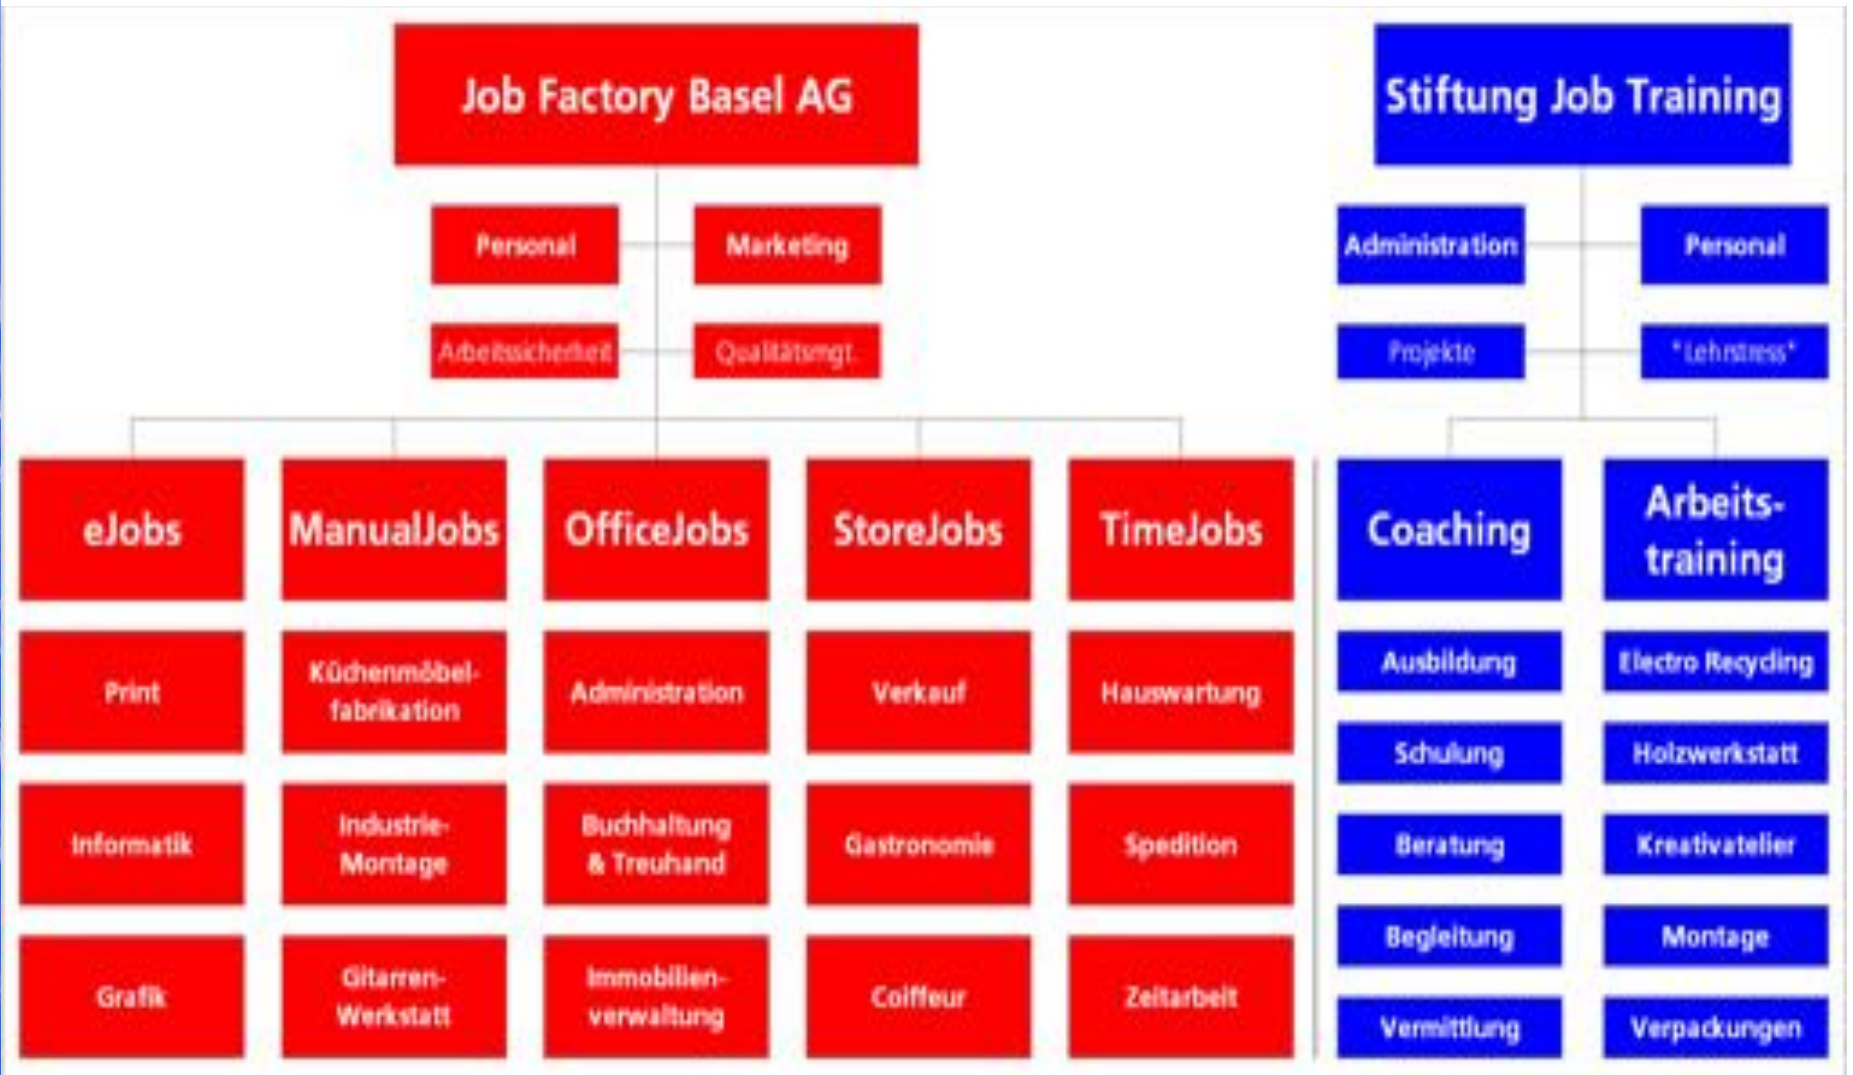 Job Factory Basel AG
Stiftung Job Training
Personal
Marketing
Administration
Personal
Arbeitssicherheit
Qualitätsmgt.
Projekte
"Lehrstress"
eJobs
ManualJobs
OfficeJobs
StoreJobs
TimeJobs
Coaching
Arbeits-
training
Print
Küchenmöbel-
fabrikation
Administration
Verkauf
Hauswartung
Informatik
Industrie-
Montage
Buchhaltung
& Treuhand
Gastronomie
Spedition
Grafik
Gitarren-
Werkstatt
Immobilien-
verwaltung
Coiffeur
Zeitarbeit
Ausbildung
Electro Recycling
Schulung
Holzwerkstatt
Beratung
Kreativatelier
Begleitung
Montage
Vermittlung
Verpackungen